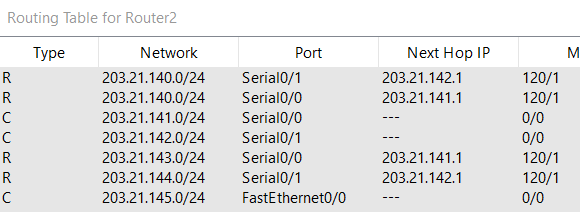 Routing Table for Router2
Type Network Port Next Hop IP M
R 203.21.140.0/24 Serial0/1 203.21.142.1 120/1
R 203.21.140.0/24 Serial0/0 203.21.141.1 120/1
C 203.21.141.0/24 Serial0/0 --- 0/0
C 203.21.142.0/24 Serial0/1 --- 0/0
R 203.21.143.0/24 Serial0/0 203.21.141.1 120/1
R 203.21.144.0/24 Serial0/1 203.21.142.1 120/1
C 203.21.145.0/24 FastEthernet0/0 --- 0/0